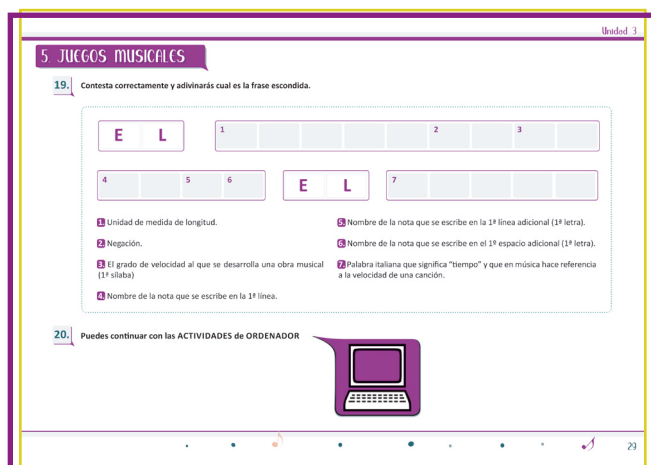 Unidad 3
5. JUEGOS MUSICALES
19. Contesta correctamente y adivinarás cual es la frase escondida.
E L 1 2 3
4 5 6 E L 7
1. Unidad de medida de longitud.
2. Negación.
3. El grado de velocidad al que se desarrolla una obra musical
(1ª sílaba)
4. Nombre de la nota que se escribe en la 1ª línea.
5. Nombre de la nota que se escribe en la 1ª línea adicional (1ª letra).
6. Nombre de la nota que se escribe en el 1º espacio adicional (1ª letra).
7. Palabra italiana que significa “tiempo” y que en música hace referencia
a la velocidad de una canción.
20. Puedes continuar con las ACTIVIDADES de ORDENADOR
29